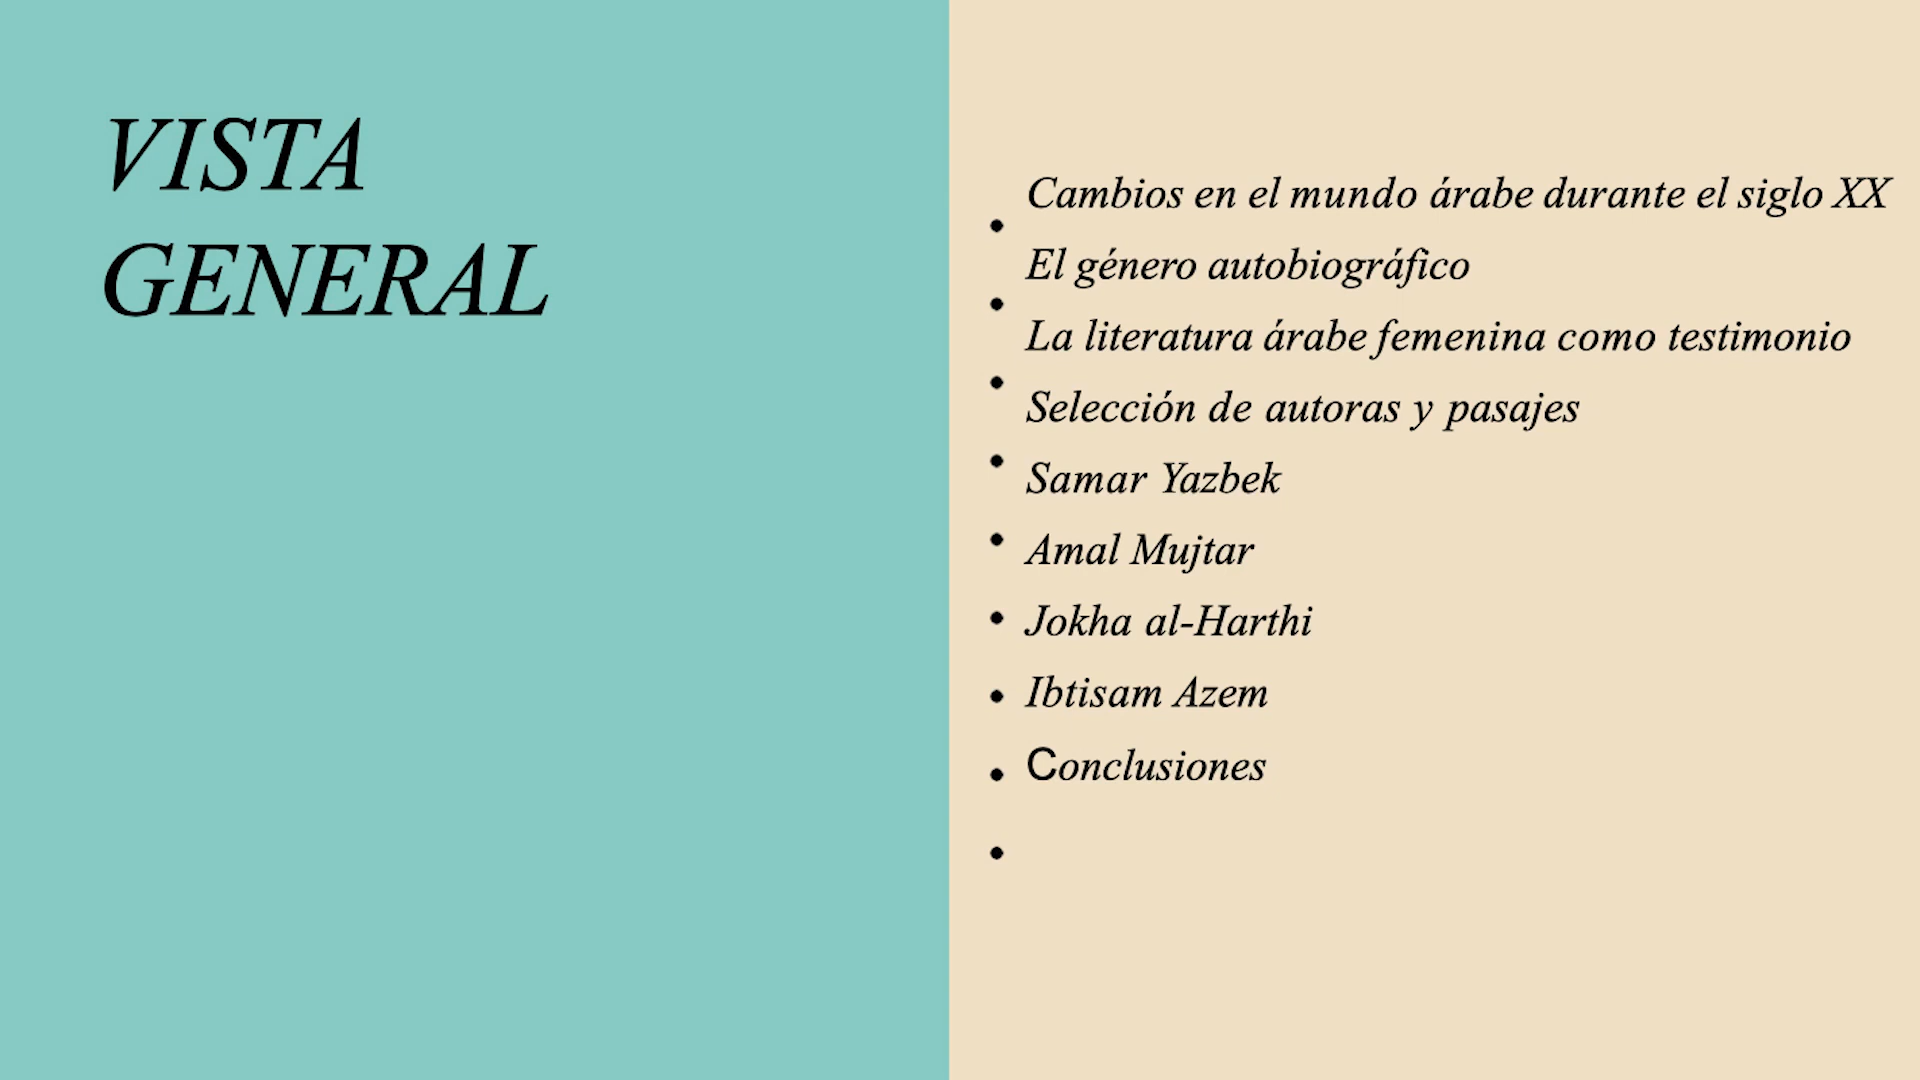 VISTA
GENERAL
Cambios en el mundo árabe durante el siglo XX
El género autobiográfico
La literatura árabe femenina como testimonio
Selección de autoras y pasajes
Samar Yazbek
Amal Mujtar
Jokha al-Harthi
Ibtisam Azem
Conclusiones